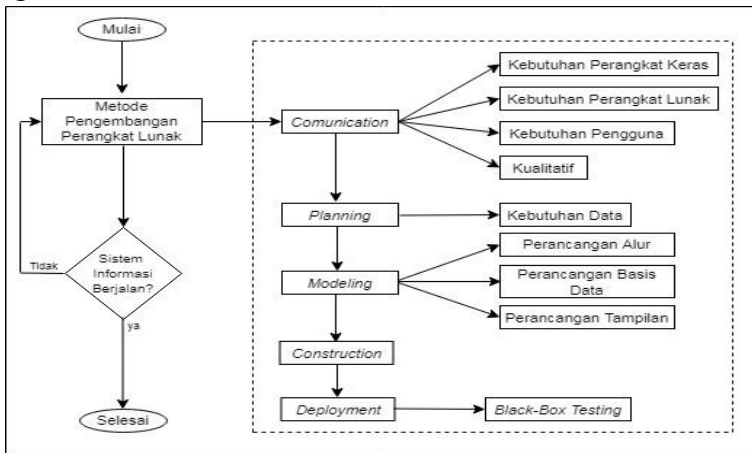 Mulai
Metode
Pengembangan
Perangkat Lunak
Tidak
Sistem
Informasi
Berjalan?
ya
Selesai
Comunication
Kebutuhan Perangkat Keras
Kebutuhan Perangkat Lunak
Kebutuhan Pengguna
Kualitatif
Planning
Kebutuhan Data
Modeling
Perancangan Alur
Perancangan Basis
Data
Perancangan Tampilan
Construction
Deployment
Black-Box Testing